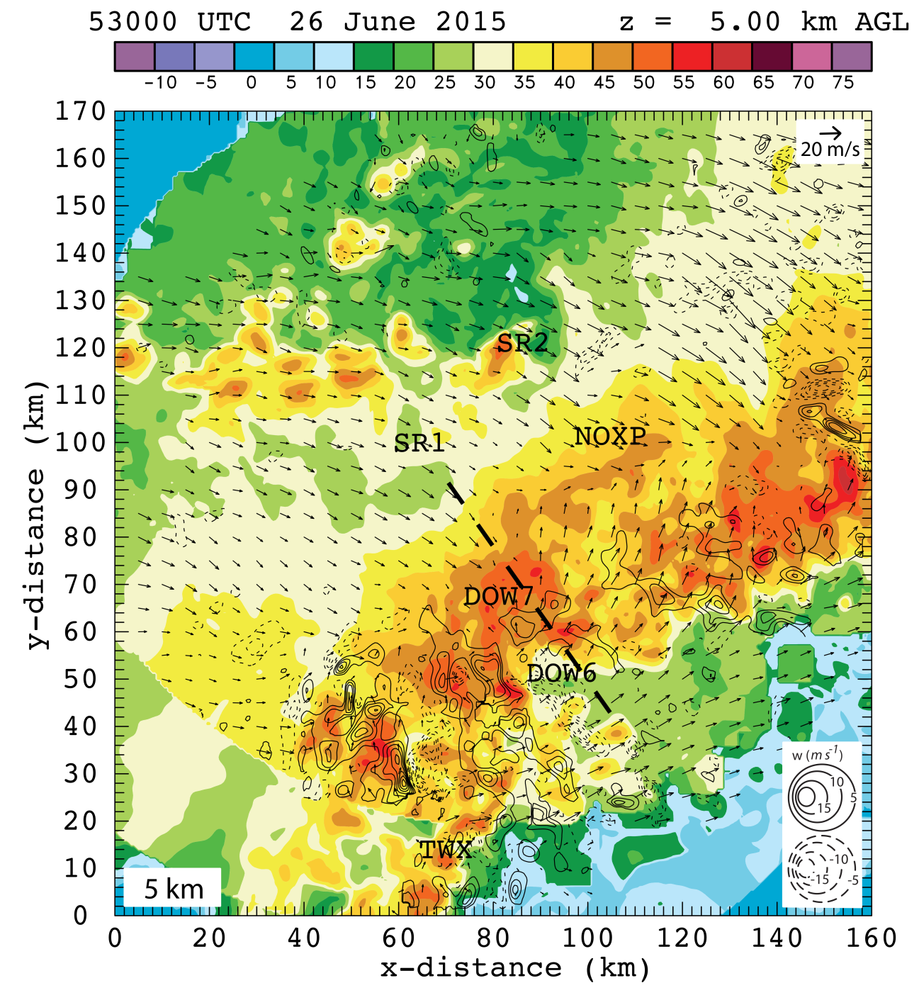 53000 UTC 26 June 2015 z = 5.00 km AGL
-10 -5 0 5 10 15 20 25 30 35 40 45 50 55 60 65 70 75
170
20 m/s
160
150
140
130
120
SR2
110
100
SR1
NOXP
90
80
70
DOW7
60
50
DOW6
40
w (m s-1)
30
10
5
15
20
TWX
10
-10
-15
-5
5 km
0
0 20 40 60 80 100 120 140 160
x-distance (km)
y-distance (km)